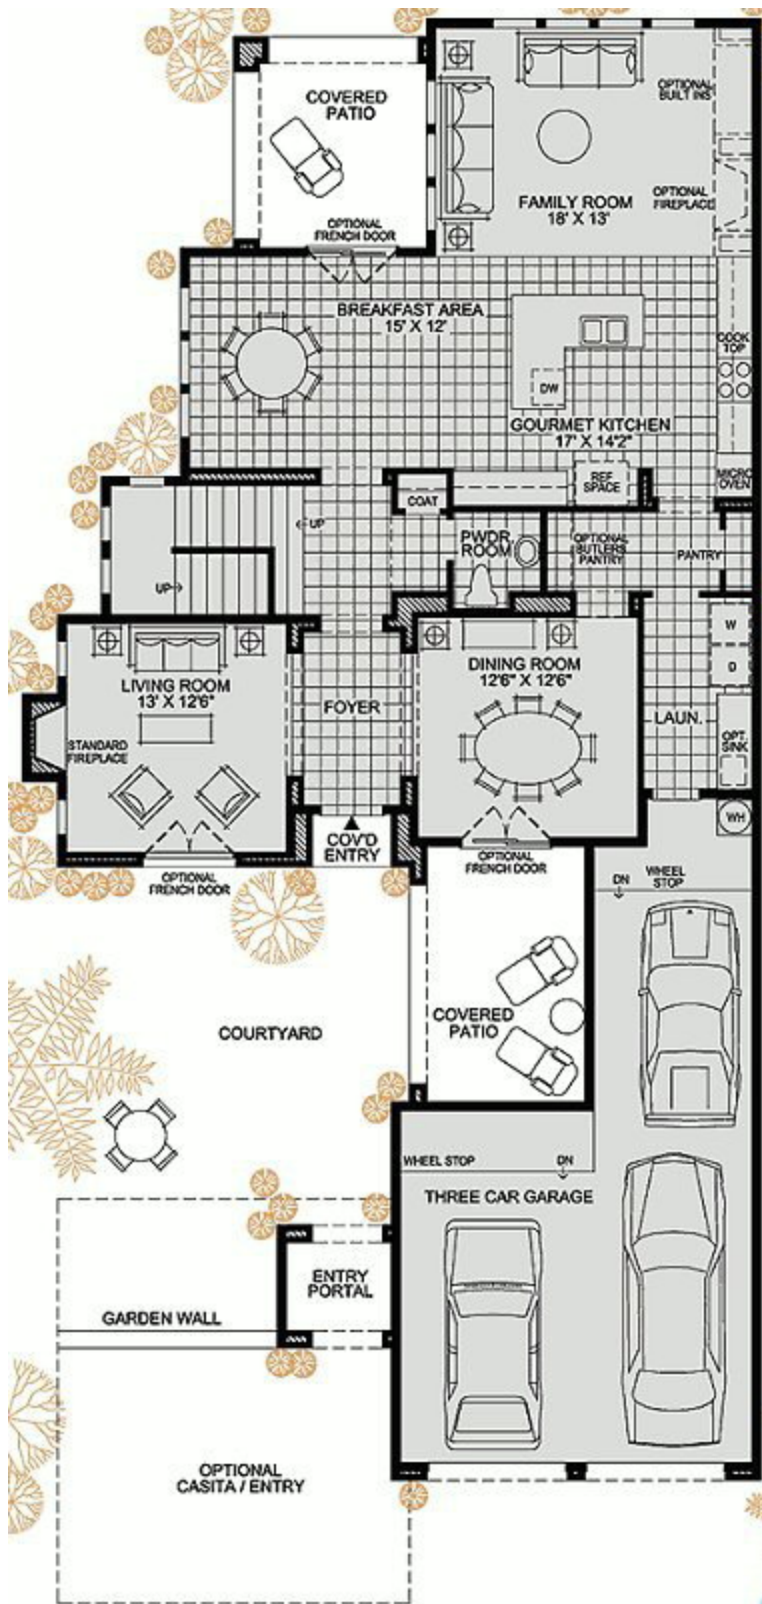 COVERED
PATIO
OPTIONAL
BUILT INS
FAMILY ROOM
18' X 13'
OPTIONAL
FIREPLACE
OPTIONAL
FRENCH DOOR
BREAKFAST AREA
15' X 12'
COOK
TOP
DW
GOURMET KITCHEN
17' X 14'2"
MICRO
OVEN
REF
SPACE
COAT
UP
PWDR.
ROOM
OPTIONAL
BUTLERS
PANTRY
PANTRY
UP
W
D
LIVING ROOM
13' X 12'6"
DINING ROOM
12'6" X 12'6"
FOYER
LAUN.
OPT.
SINK
STANDARD
FIREPLACE
WH
COV'D
ENTRY
OPTIONAL
FRENCH DOOR
OPTIONAL
FRENCH DOOR
DN
WHEEL
STOP
COVERED
PATIO
COURTYARD
WHEEL STOP
DN
THREE CAR GARAGE
ENTRY
PORTAL
GARDEN WALL
OPTIONAL
CASITA / ENTRY